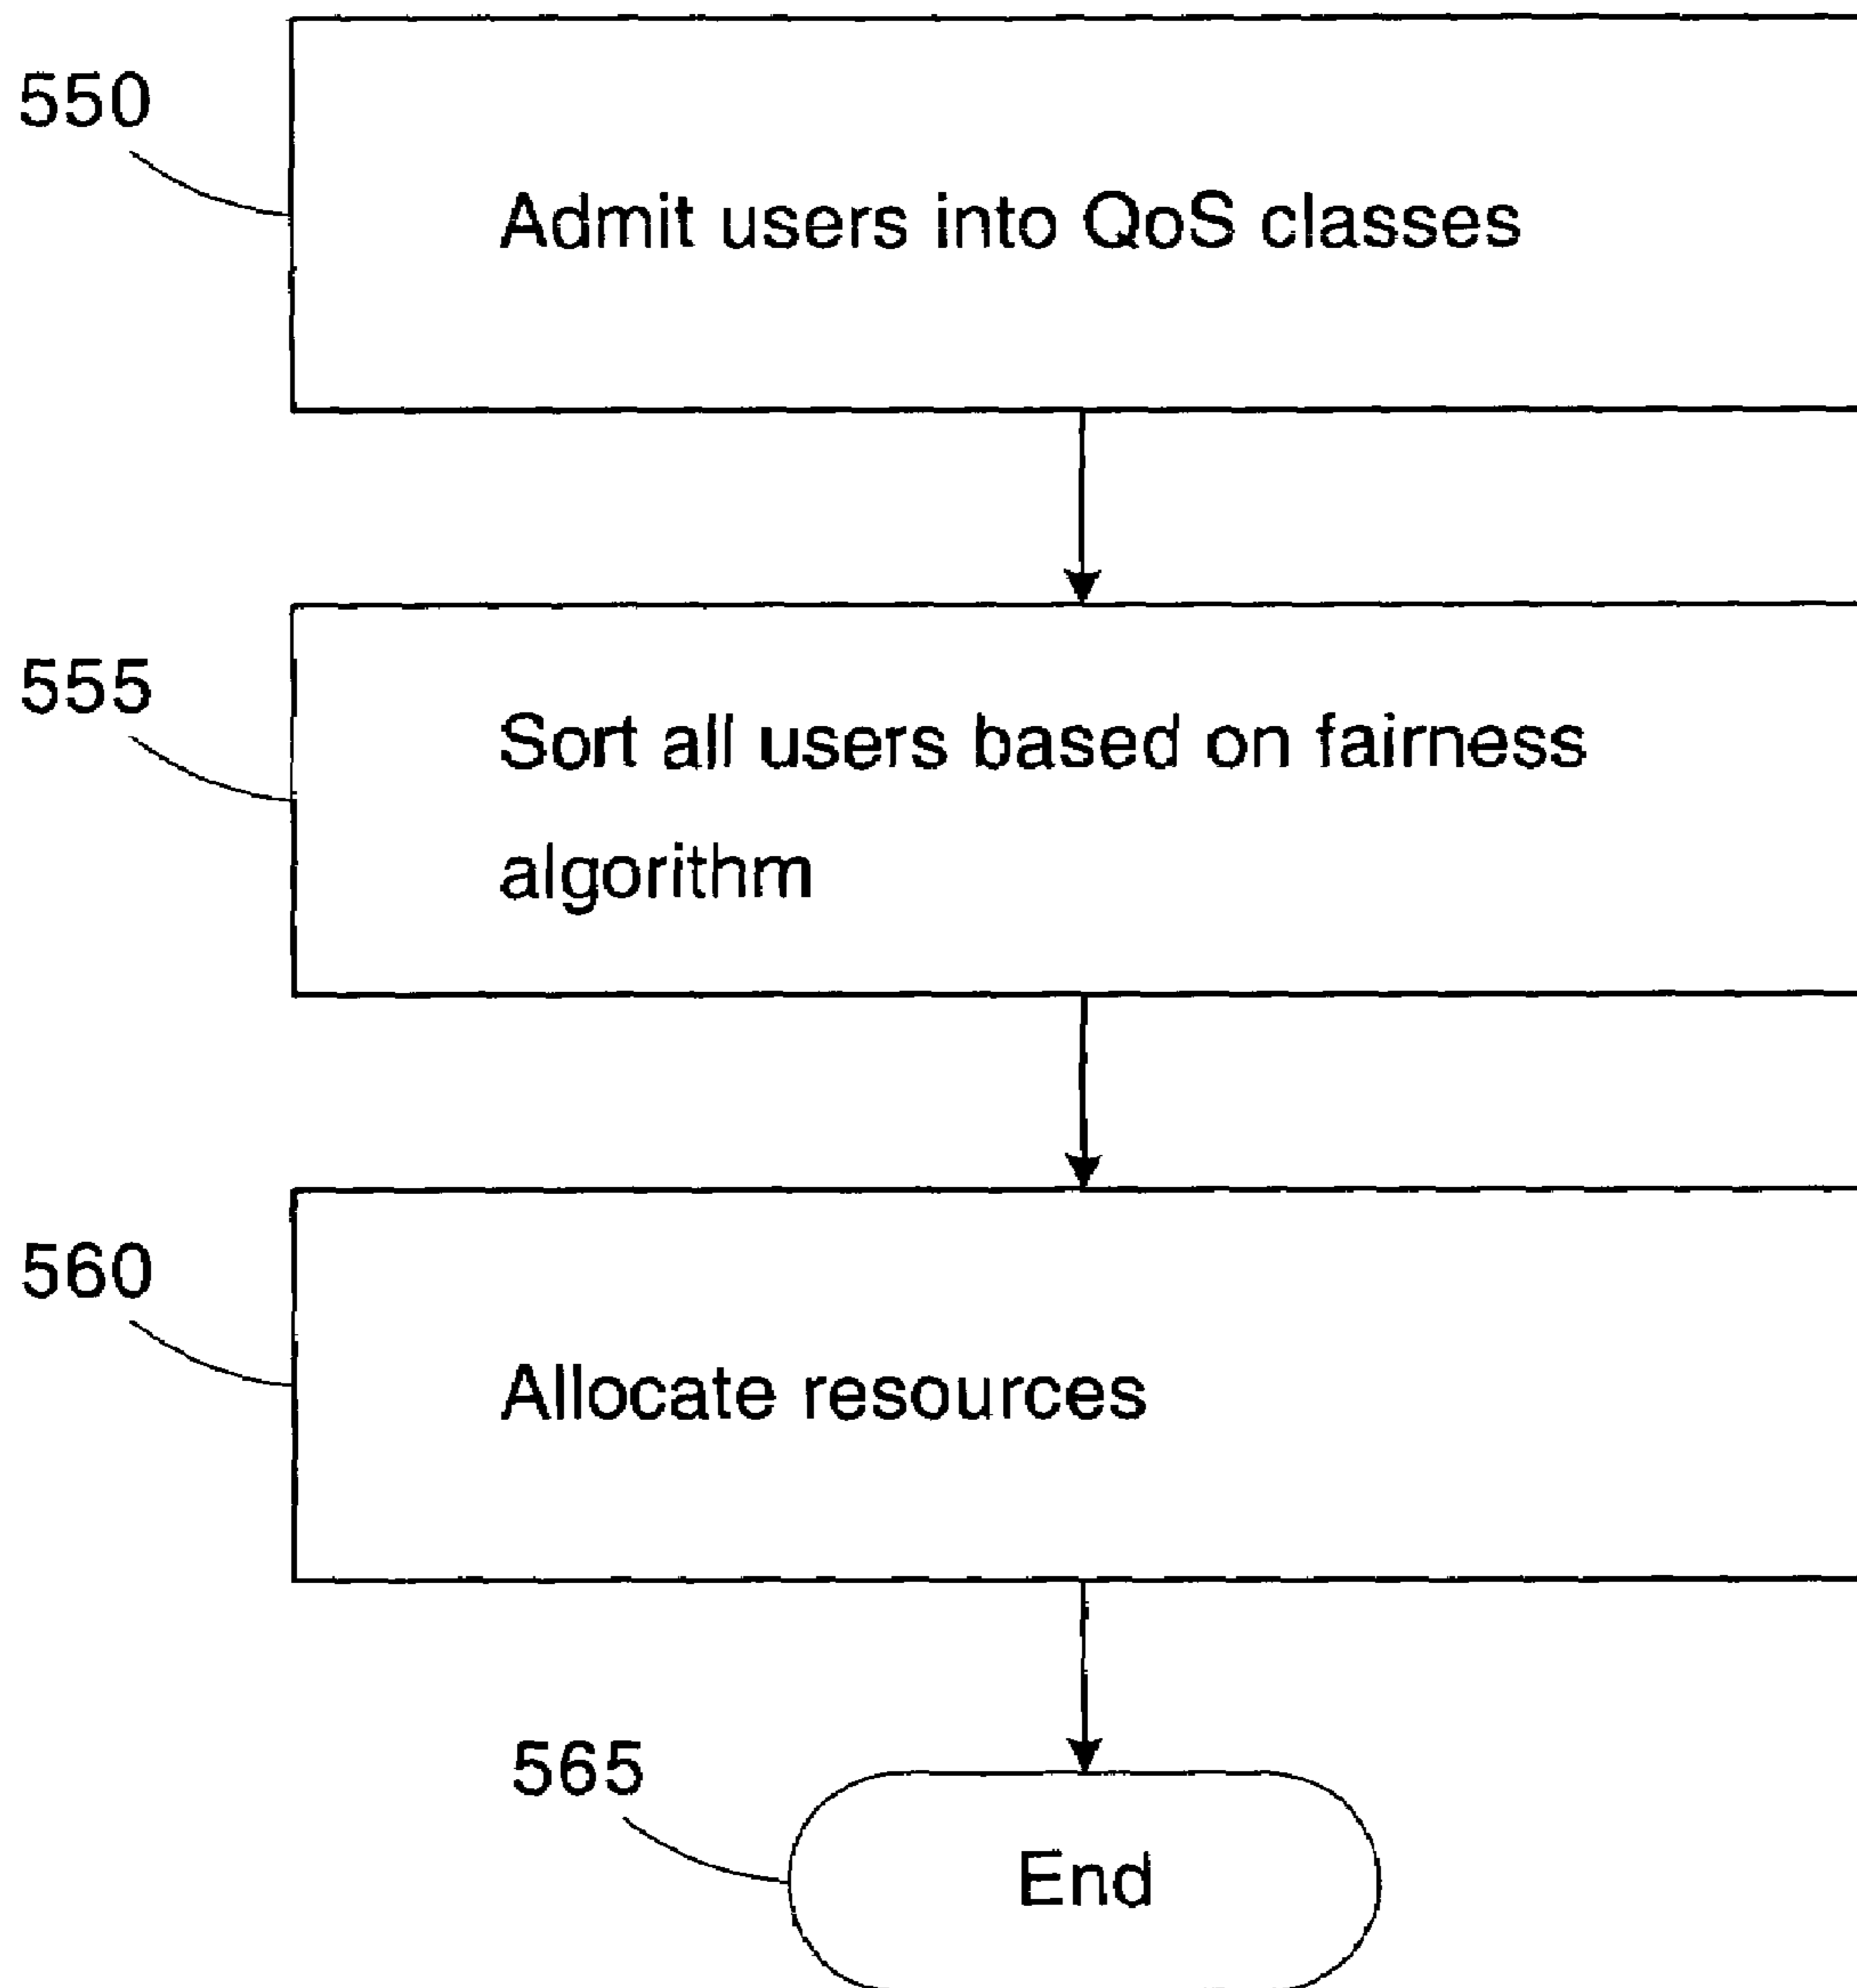 550
Admit users into QoS classes
555
Sort all users based on fairness
algorithm
560
Allocate resources
565
End